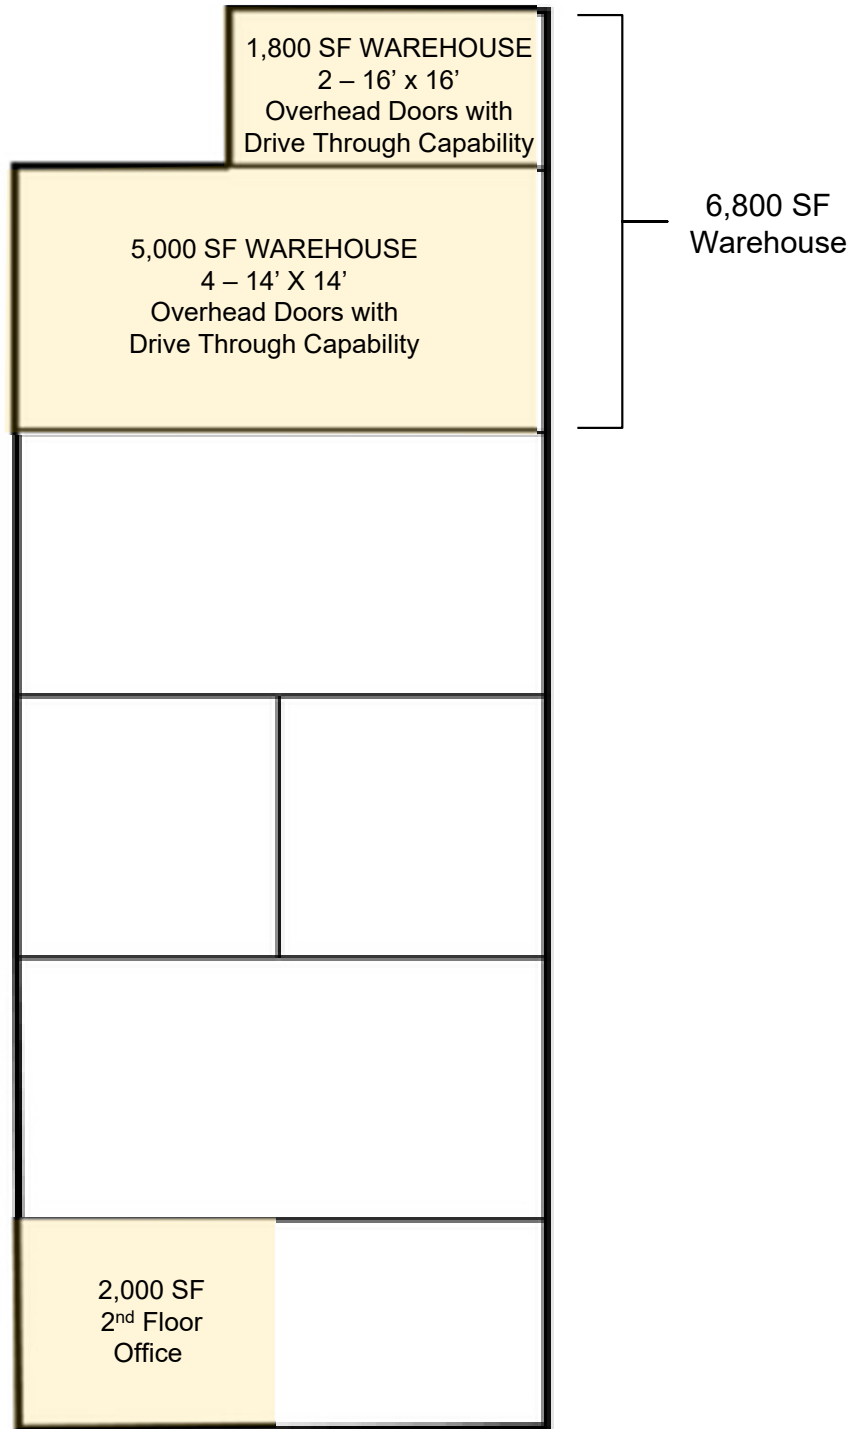 1,800 SF WAREHOUSE
2 – 16’ x 16’
Overhead Doors with
Drive Through Capability
6,800 SF
Warehouse
5,000 SF WAREHOUSE
4 – 14’ X 14’
Overhead Doors with
Drive Through Capability
2,000 SF
2nd Floor
Office